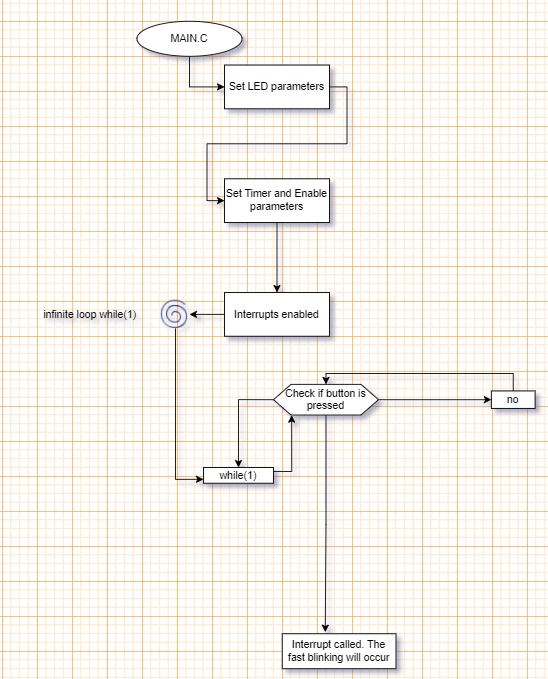 MAIN.C
Set LED parameters
Set Timer and Enable
parameters
infinite loop while(1)
Interrupts enabled
Check if button is
pressed
no
while(1)
Interrupt called. The
fast blinking will occur